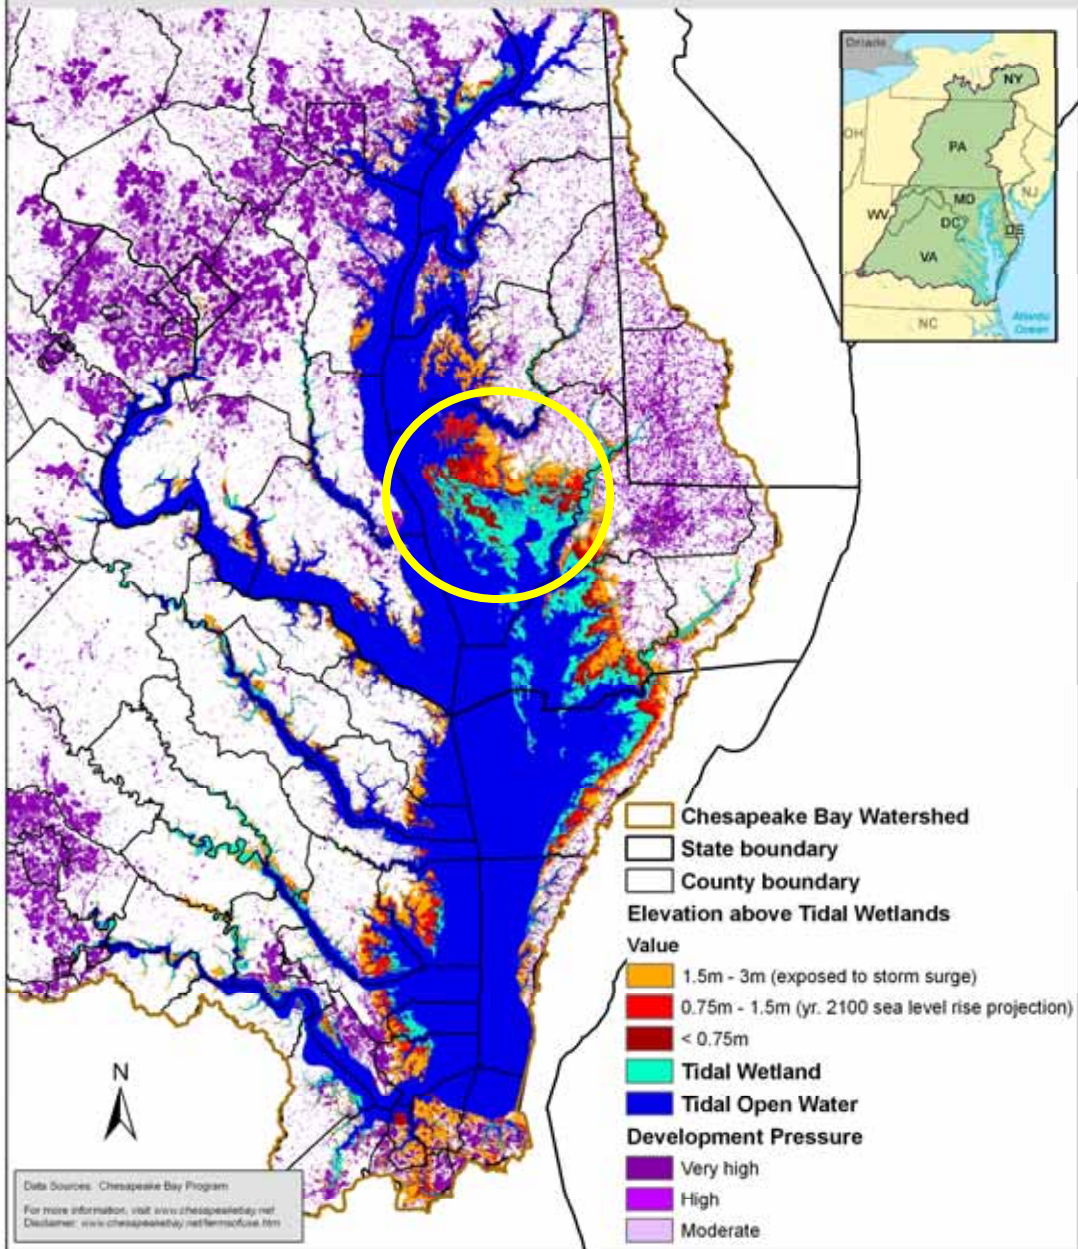 Ontario
NY
OH
PA
NJ
MD
WV
DC
DE
VA
NC
Atlantic
Ocean
Chesapeake Bay Watershed
State boundary
County boundary
Elevation above Tidal Wetlands
Value
1.5m - 3m (exposed to storm surge)
0.75m - 1.5m (yr. 2100 sea level rise projection)
< 0.75m
Tidal Wetland
Tidal Open Water
Development Pressure
Very high
High
Moderate
N
Data Sources: Chesapeake Bay Program
For more information, visit www.chesapeakebay.net
Disclaimer: www.chesapeakebay.net/termsofuse.htm